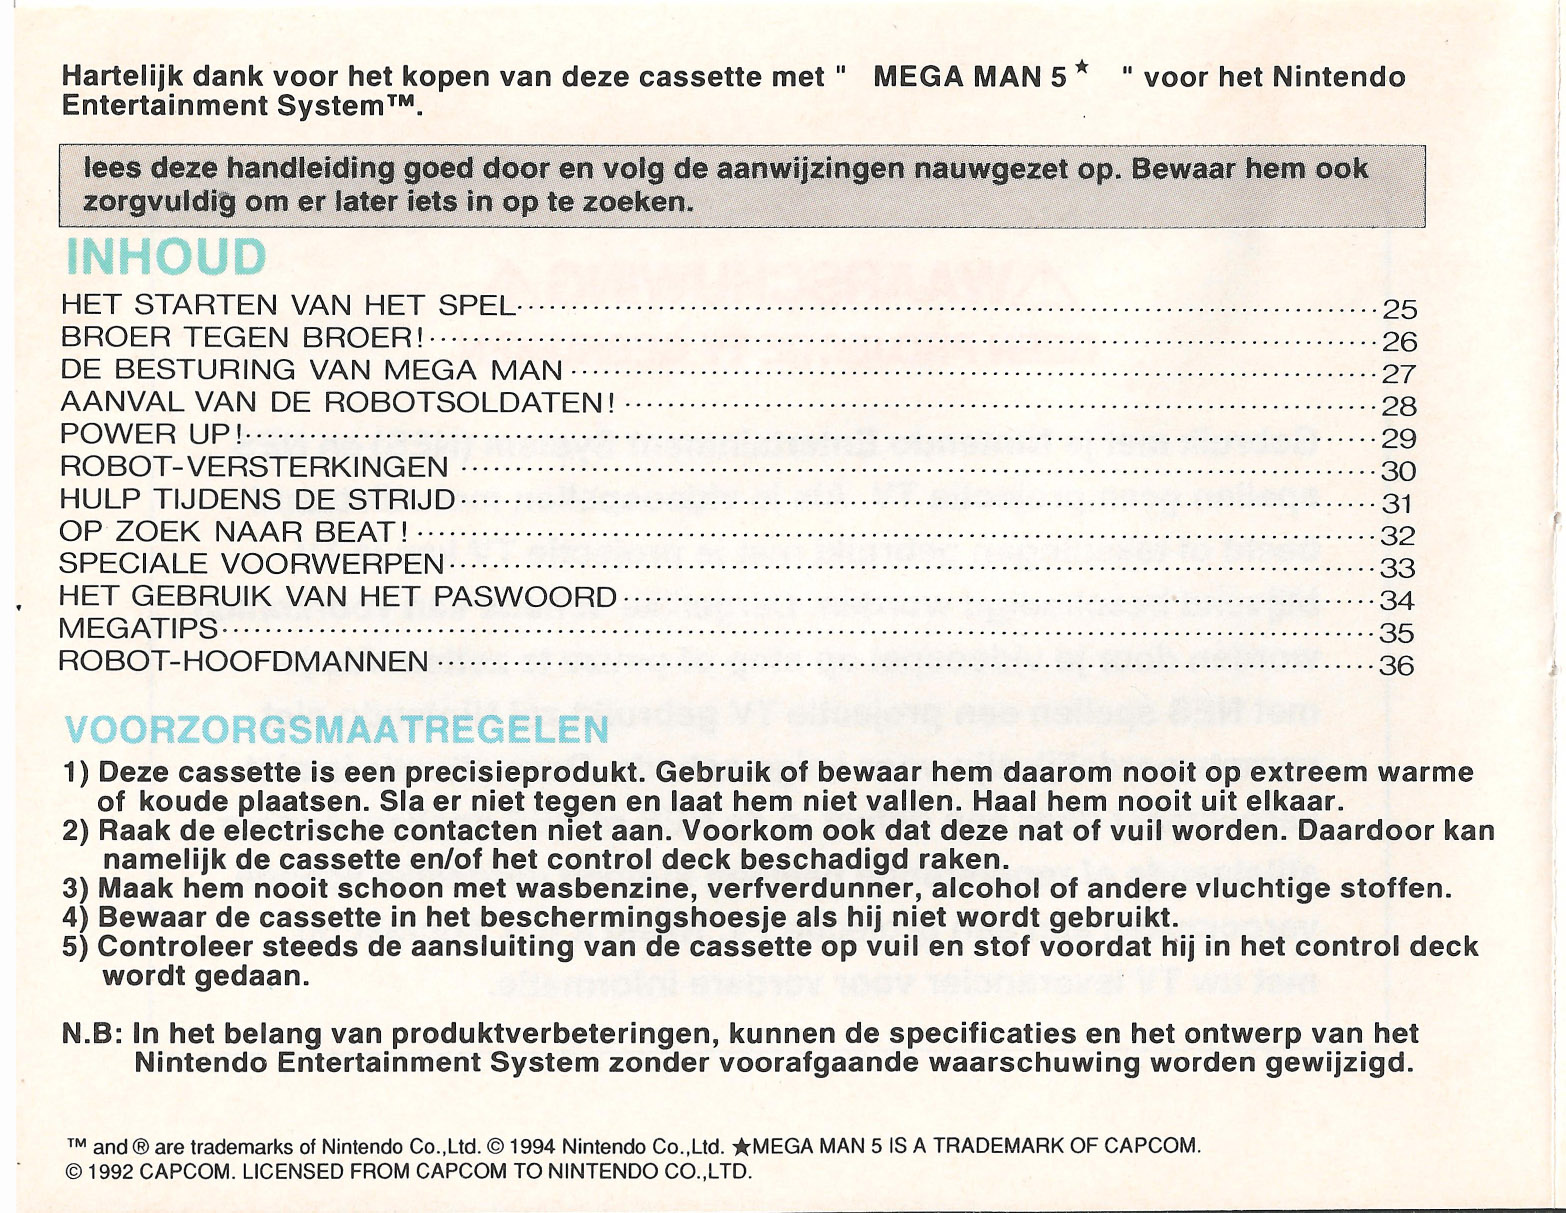 Hartelijk dank voor het kopen van deze cassette met " MEGA MAN 5★ " voor het Nintendo
Entertainment System™.
lees deze handleiding goed door en volg de aanwijzingen nauwgezet op. Bewaar hem ook
zorgvuldig om er later iets in op te zoeken.
INHOUD
HET STARTEN VAN HET SPEL 25
BROER TEGEN BROER! 26
DE BESTURING VAN MEGA MAN 27
AANVAL VAN DE ROBOTSOLDATEN! 28
POWER UP! 29
ROBOT-VERSTERKINGEN 30
HULP TIJDENS DE STRIJD 31
OP ZOEK NAAR BEAT! 32
SPECIALE VOORWERPEN 33
HET GEBRUIK VAN HET PASWOORD 34
MEGATIPS 35
ROBOT-HOOFDMANNEN 36
VOORZORGSMAATREGELEN
1) Deze cassette is een precisieprodukt. Gebruik of bewaar hem daarom nooit op extreem warme
of koude plaatsen. Sla er niet tegen en laat hem niet vallen. Haal hem nooit uit elkaar.
2) Raak de electrische contacten niet aan. Voorkom ook dat deze nat of vuil worden. Daardoor kan
namelijk de cassette en/of het control deck beschadigd raken.
3) Maak hem nooit schoon met wasbenzine, verfverdunner, alcohol of andere vluchtige stoffen.
4) Bewaar de cassette in het beschermingshoesje als hij niet wordt gebruikt.
5) Controleer steeds de aansluiting van de cassette op vuil en stof voordat hij in het control deck
wordt gedaan.
N.B: In het belang van produktverbeteringen, kunnen de specificaties en het ontwerp van het
Nintendo Entertainment System zonder voorafgaande waarschuwing worden gewijzigd.
™ and ® are trademarks of Nintendo Co.,Ltd. © 1994 Nintendo Co.,Ltd. ★MEGA MAN 5 IS A TRADEMARK OF CAPCOM.
© 1992 CAPCOM. LICENSED FROM CAPCOM TO NINTENDO CO.,LTD.